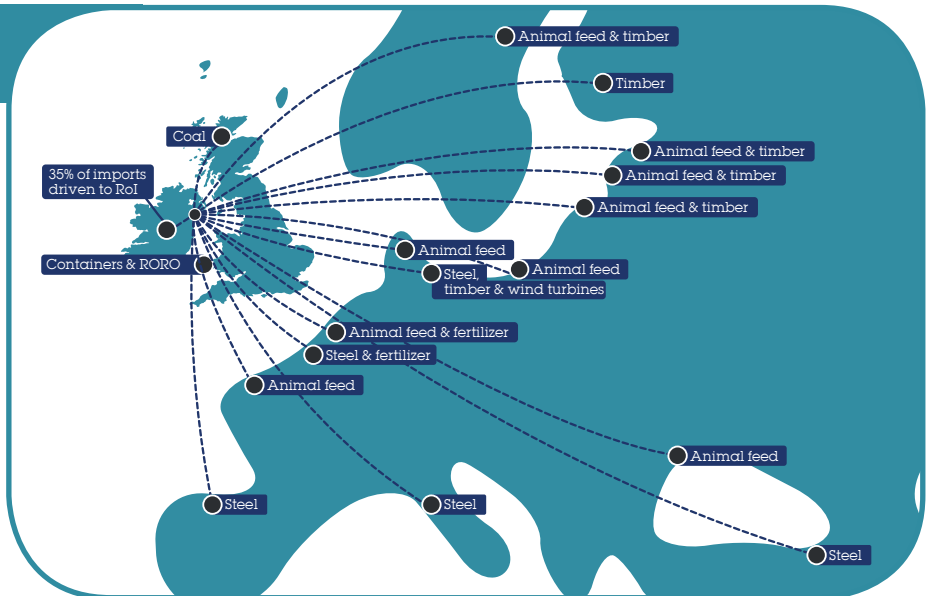 Animal feed & timber
Timber
Coal
Animal feed & timber
35% of imports
driven to RoI
Animal feed & timber
Animal feed & timber
Animal feed
Containers & RORO
Animal feed
Steel,
timber & wind turbines
Animal feed & fertilizer
Steel & fertilizer
Animal feed
Animal feed
Steel
Steel
Steel